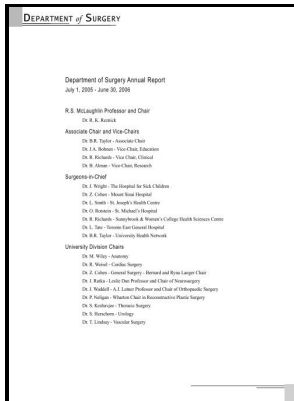 DEPARTMENT of SURGERY
Department of Surgery Annual Report
July 1, 2005 - June 30, 2006
R.S. McLaughlin Professor and Chair
Dr. R. K. Reznick
Associate Chair and Vice-Chairs
Dr. B.R. Taylor - Associate Chair
Dr. J.A. Bohnen - Vice-Chair, Education
Dr. R. Richards - Vice Chair, Clinical
Dr. B. Alman - Vice-Chair, Research
Surgeons-in-Chief
Dr. J. Wright - The Hospital for Sick Children
Dr. Z. Cohen - Mount Sinai Hospital
Dr. L. Smith - St. Joseph's Health Centre
Dr. O. Rotstein - St. Michael's Hospital
Dr. R. Richards - Sunnybrook & Women's College Health Sciences Centre
Dr. L. Tate - Toronto East General Hospital
Dr. B.R. Taylor - University Health Network
University Division Chairs
Dr. M. Wiley - Anatomy
Dr. R. Weisel - Cardiac Surgery
Dr. Z. Cohen - General Surgery - Bernard and Ryna Langer Chair
Dr. J. Rutka - Leslie Dan Professor and Chair of Neurosurgery
Dr. J. Waddell - A.J. Latner Professor and Chair of Orthopaedic Surgery
Dr. P. Neligan - Wharton Chair in Reconstructive Plastic Surgery
Dr. S. Keshavjee - Thoracic Surgery
Dr. S. Herschorn - Urology
Dr. T. Lindsay - Vascular Surgery